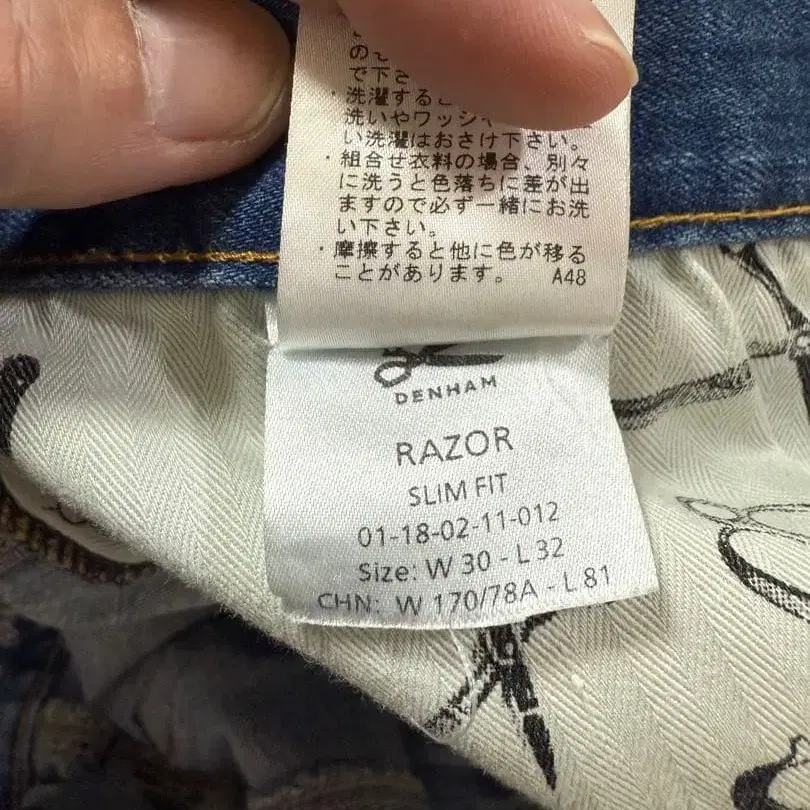 のでで
で下さ
・洗濯するこ
洗いやワッシャ
い洗濯はおさけ下さい。
・組合せ衣料の場合、別々
に洗うと色落ちに差が出
ますので必ず一緒にお洗
い下さい。
・摩擦すると他に色が移る
ことがあります。 A48
DENHAM
RAZOR
SLIM FIT
01-18-02-11-012
Size: W 30 - L 32
CHN: W 170/78A - L 81